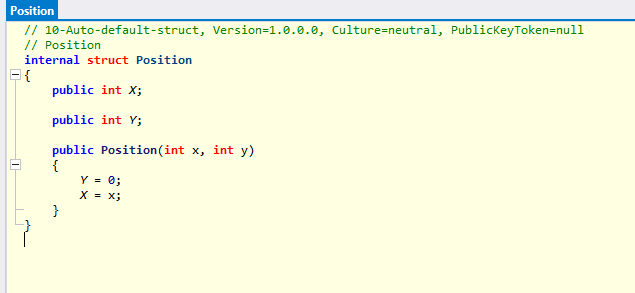 Position
// 10-Auto-default-struct, Version=1.0.0.0, Culture=neutral, PublicKeyToken=null
// Position
internal struct Position
{
    public int X;
    public int Y;
    public Position(int x, int y)
    {
        Y = 0;
        X = x;
    }
}